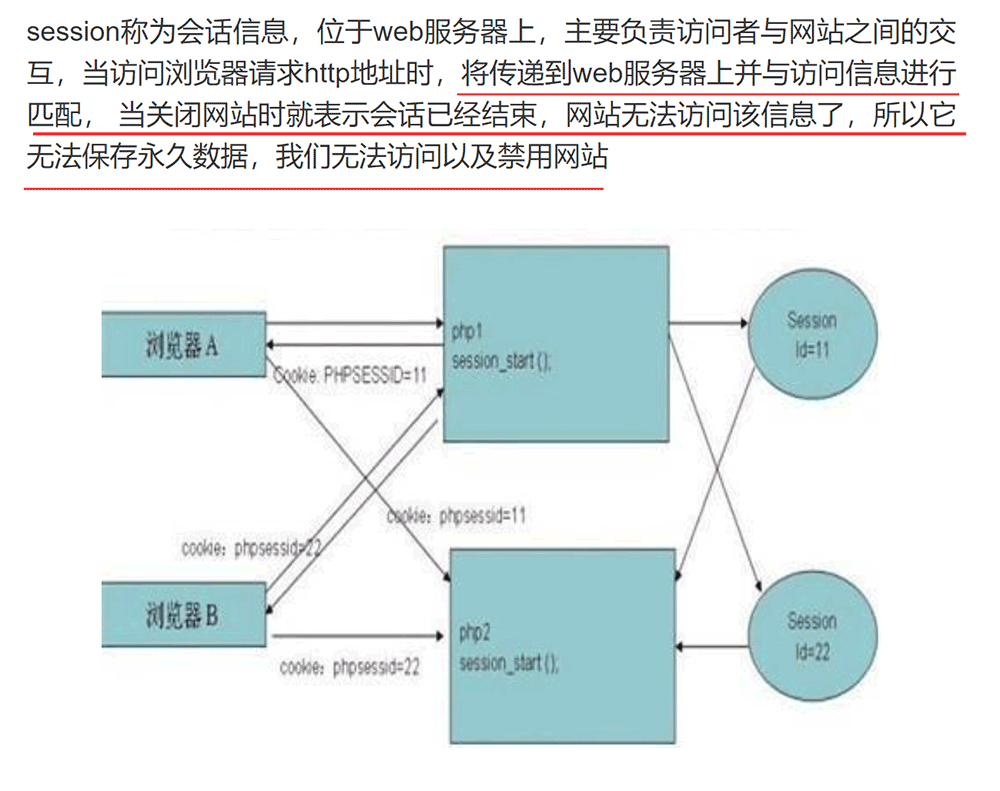 session称为会话信息，位于web服务器上，主要负责访问者与网站之间的交
互，当访问浏览器请求http地址时，将传递到web服务器上并与访问信息进行
匹配， 当关闭网站时就表示会话已经结束，网站无法访问该信息了，所以它
无法保存永久数据，我们无法访问以及禁用网站
浏览器A
php1
session_start();
Session
Id=11
Cookie: PHPSESSID=11
cookie：phpsessid=11
cookie：phpsessid=22
浏览器B
php2
session_start();
Session
Id=22
cookie：phpsessid=22